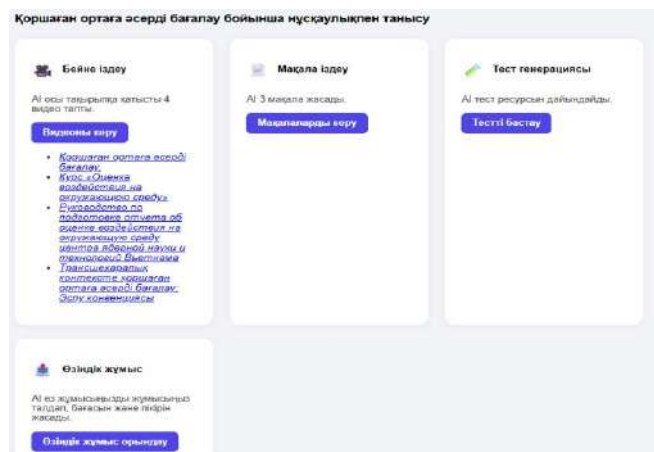 Қоршаған ортаға әсерді бағалау бойынша нұсқаулықпен танысу
Бейне іздеу
AI осы тақырыпқа қатысты 4
видео тапты.
Видеоны көру
Қоршаған ортаға әсерді
бағалау.
Курс «Оценка
воздействия на
окружающую среду»
Руководство по
подготовке отчета об
оценке воздействия на
окружающую среду
центра ядерной науки и
технологий Вьетнама
Трансшекаралық
контексте қоршаған
ортаға әсерді бағалау:
Эспу конвенциясы
Мақала іздеу
AI 3 мақала жасады.
Мақалаларды көру
Тест генерациясы
AI тест ресурсын дайындайды.
Тестті бастау
Өзіндік жұмыс
AI өз жұмысыңызды жұмысыңыз
талдап, бағасын және пікірін
жасады.
Өзіндік жұмыс орындау